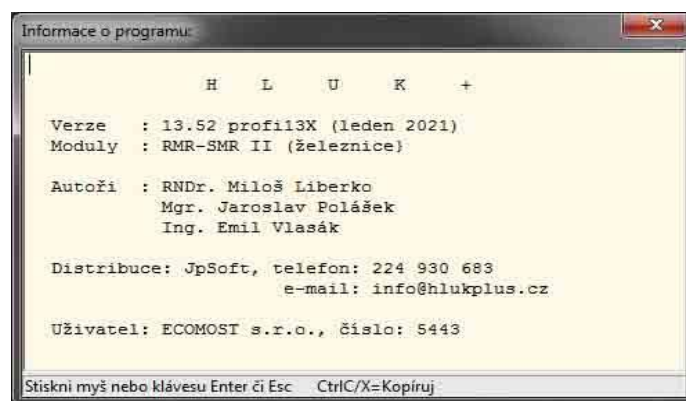 Informace o programu:
H L U K +
Verze : 13.52 profi13X (leden 2021)
Moduly : RMR-SMR II (železnice)
Autoři : RNDr. Miloš Liberko
Mgr. Jaroslav Polášek
Ing. Emil Vlasák
Distribuce: JpSoft, telefon: 224 930 683
e-mail: info@hlukplus.cz
Uživatel: ECOMOST s.r.o., číslo: 5443
Stiskni myš nebo klávesu Enter či Esc CtrlC/X=Kopíruj